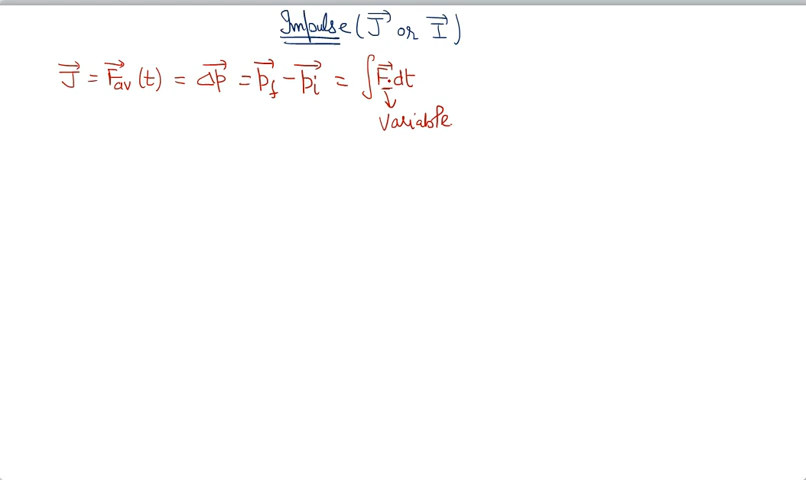 Impulse (J⃗ or I⃗)
J⃗ = F⃗av (t) = Δp⃗ = p⃗f − p⃗i = ∫F⃗.dt
Variable